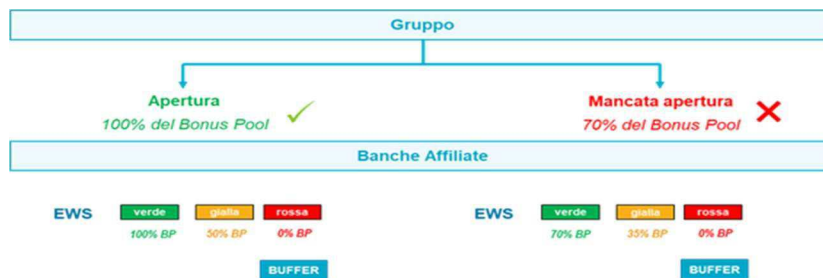 Gruppo
Apertura
100% del Bonus Pool
Mancata apertura
70% del Bonus Pool
Banche Affiliate
EWS verde gialla rossa
100% BP 50% BP 0% BP
BUFFER
EWS verde gialla rossa
70% BP 35% BP 0% BP
BUFFER